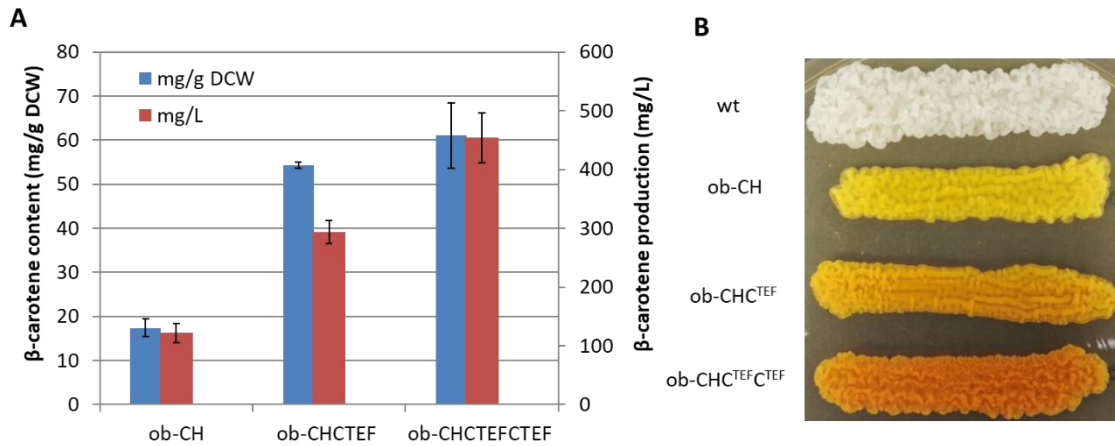 A
β-carotene content (mg/g DCW)
80
70
60
50
40
30
20
10
0
mg/g DCW
mg/L
ob-CH
ob-CHCTEF
ob-CHCTEFCTEF
600
500
400
300
200
100
0
β-carotene production (mg/L)
B
wt
ob-CH
ob-CHC^TEF
ob-CHC^TEFC^TEF